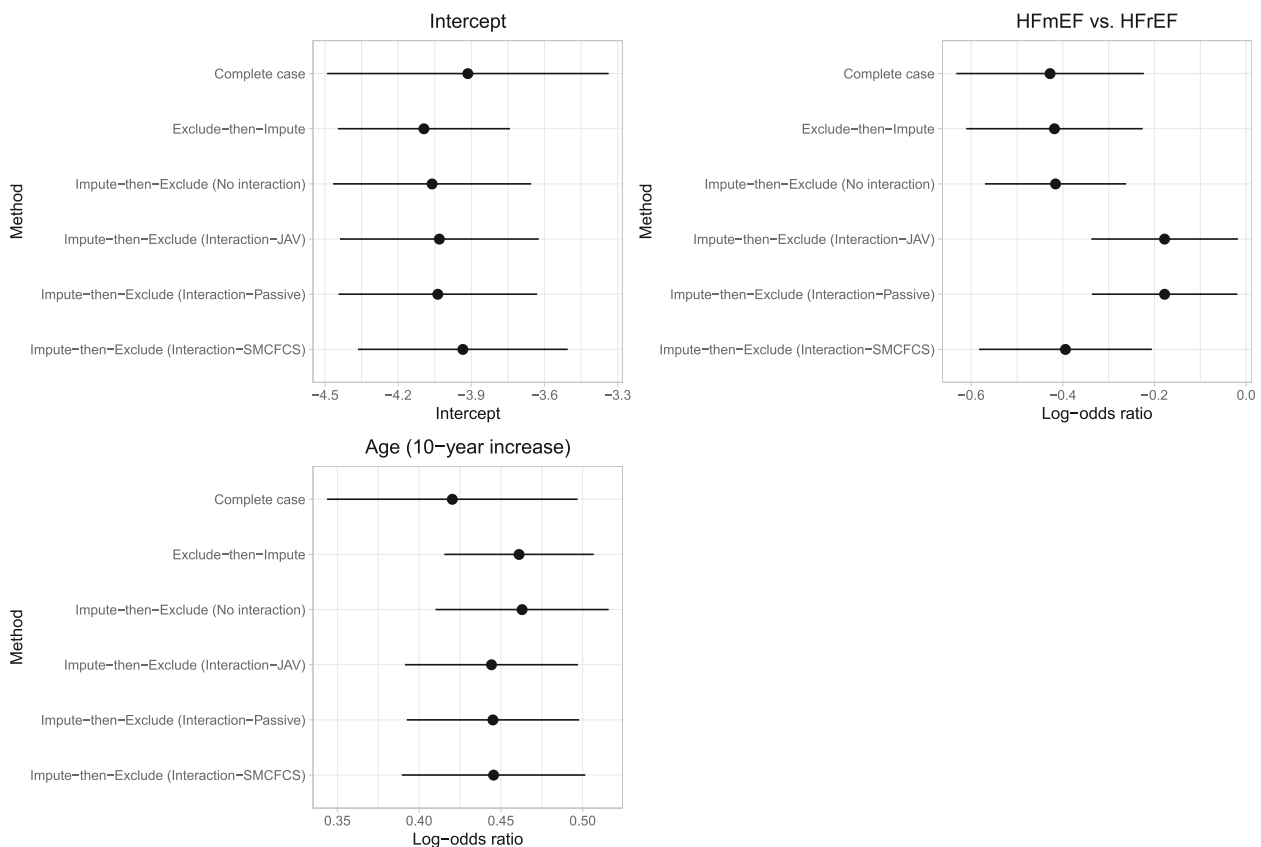 Intercept
Method
Complete case
Exclude−then−Impute
Impute−then−Exclude (No interaction)
Impute−then−Exclude (Interaction−JAV)
Impute−then−Exclude (Interaction−Passive)
Impute−then−Exclude (Interaction−SMCFCS)
−4.5 −4.2 −3.9 −3.6 −3.3
Intercept
HFmEF vs. HFrEF
Method
Complete case
Exclude−then−Impute
Impute−then−Exclude (No interaction)
Impute−then−Exclude (Interaction−JAV)
Impute−then−Exclude (Interaction−Passive)
Impute−then−Exclude (Interaction−SMCFCS)
−0.6 −0.4 −0.2 0.0
Log−odds ratio
Age (10−year increase)
Method
Complete case
Exclude−then−Impute
Impute−then−Exclude (No interaction)
Impute−then−Exclude (Interaction−JAV)
Impute−then−Exclude (Interaction−Passive)
Impute−then−Exclude (Interaction−SMCFCS)
0.35 0.40 0.45 0.50
Log−odds ratio